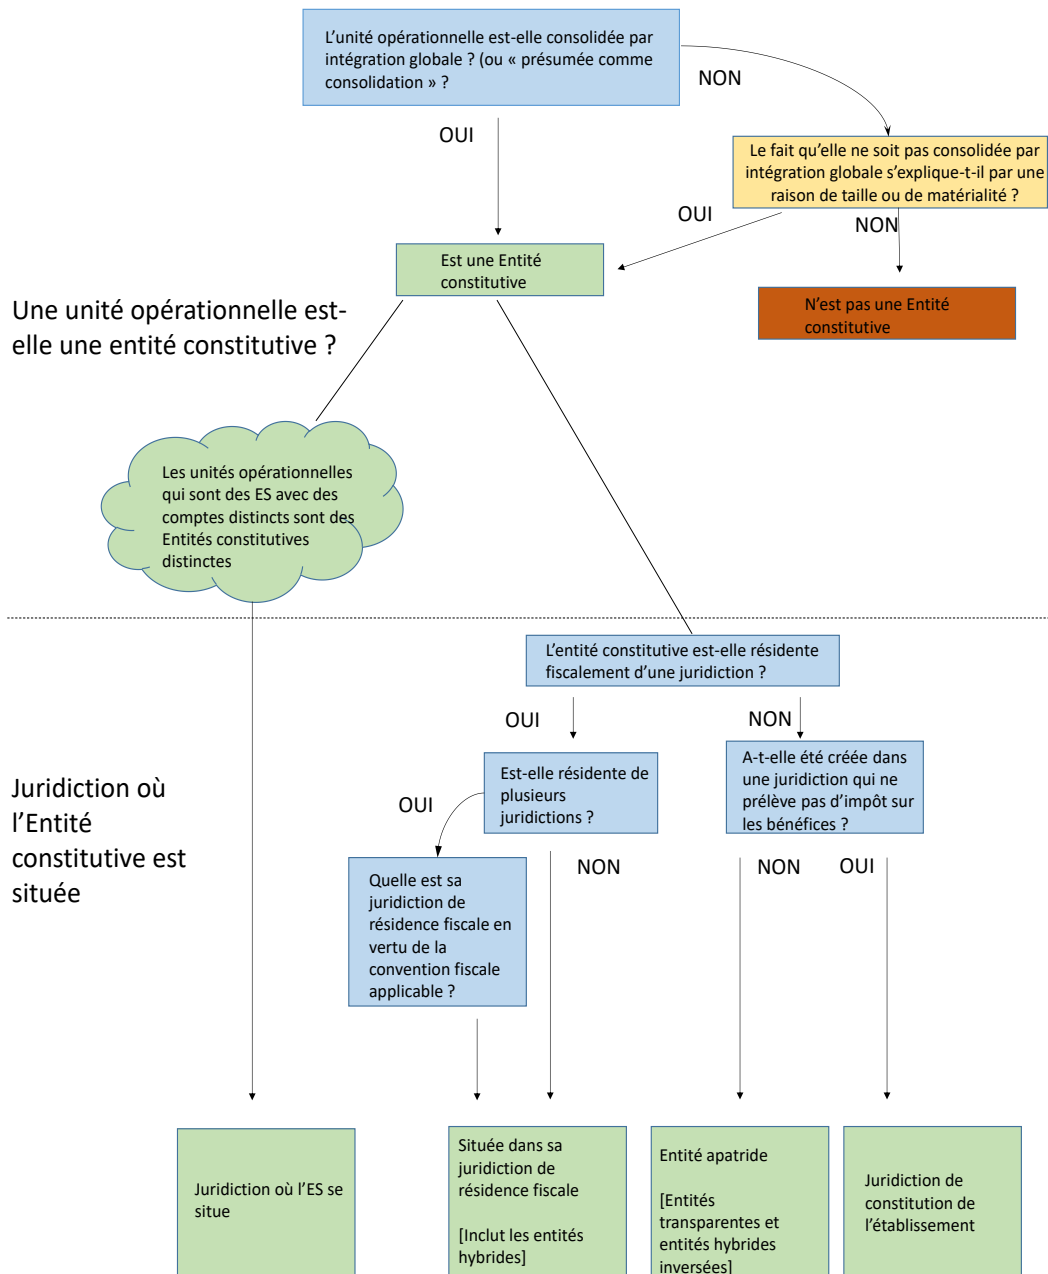 L'unité opérationnelle est-elle consolidée par
intégration globale ? (ou « présumée comme
consolidation » ?
NON
OUI
Le fait qu'elle ne soit pas consolidée par
intégration globale s'explique-t-il par une
raison de taille ou de matérialité ?
OUI
NON
Est une Entité
constitutive
N'est pas une Entité
constitutive
Une unité opérationnelle est-
elle une entité constitutive ?
Les unités opérationnelles
qui sont des ES avec des
comptes distincts sont des
Entités constitutives
distinctes
L'entité constitutive est-elle résidente
fiscalement d'une juridiction ?
OUI
NON
Juridiction où
l'Entité
constitutive est
située
Est-elle résidente de
plusieurs
juridictions ?
A-t-elle été créée dans
une juridiction qui ne
prélève pas d'impôt sur
les bénéfices ?
OUI
NON
NON
OUI
Quelle est sa
juridiction de
résidence fiscale en
vertu de la
convention fiscale
applicable ?
Juridiction où l'ES se
situe
Située dans sa
juridiction de
résidence fiscale
[Inclut les entités
hybrides]
Entité apatride
[Entités
transparentes et
entités hybrides
inversées]
Juridiction de
constitution de
l'établissement